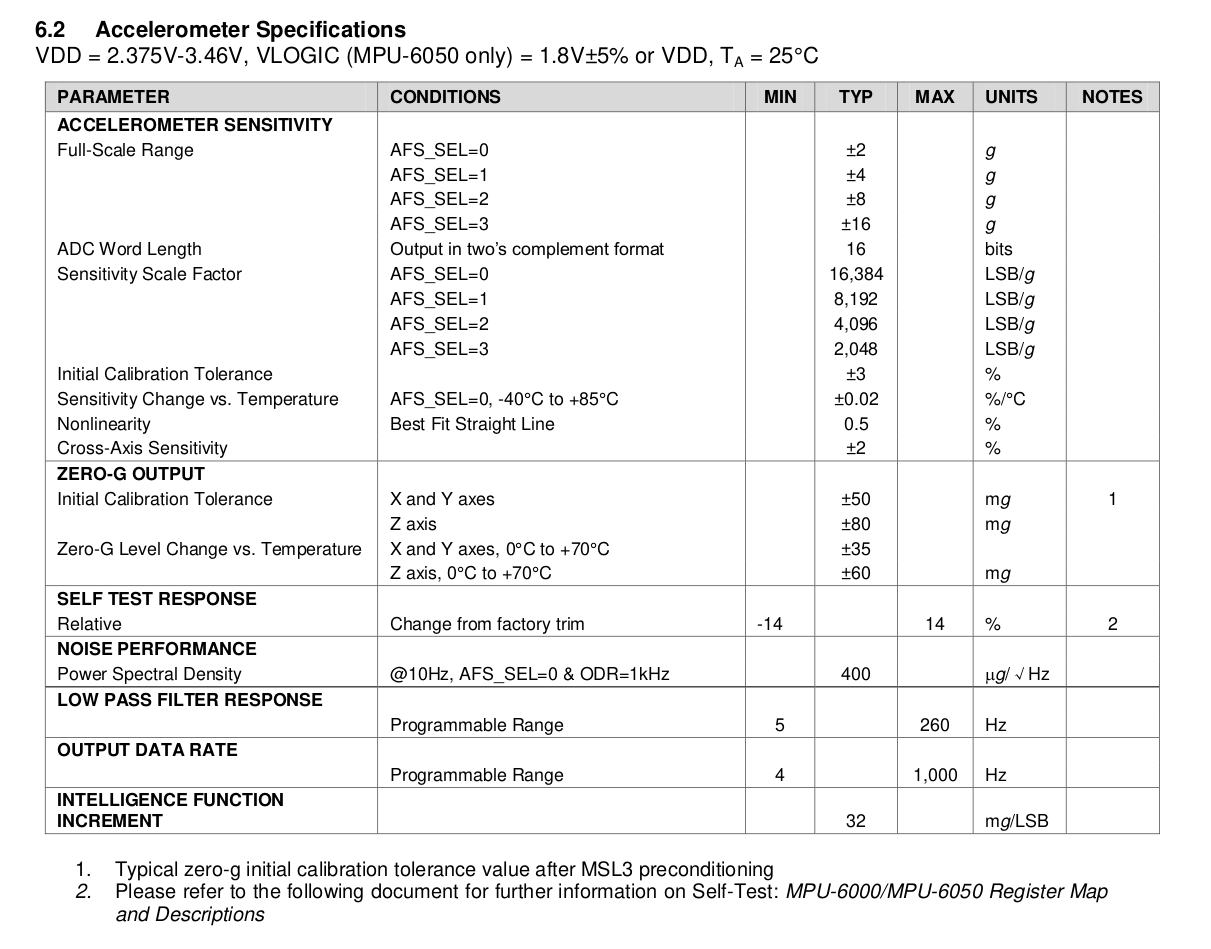 6.2 Accelerometer Specifications
VDD = 2.375V-3.46V, VLOGIC (MPU-6050 only) = 1.8V±5% or VDD, TA = 25°C
PARAMETER CONDITIONS MIN TYP MAX UNITS NOTES
ACCELEROMETER SENSITIVITY
Full-Scale Range AFS_SEL=0 ±2 g
AFS_SEL=1 ±4 g
AFS_SEL=2 ±8 g
AFS_SEL=3 ±16 g
ADC Word Length Output in two's complement format 16 bits
Sensitivity Scale Factor AFS_SEL=0 16,384 LSB/g
AFS_SEL=1 8,192 LSB/g
AFS_SEL=2 4,096 LSB/g
AFS_SEL=3 2,048 LSB/g
Initial Calibration Tolerance ±3 %
Sensitivity Change vs. Temperature AFS_SEL=0, -40°C to +85°C ±0.02 %/°C
Nonlinearity Best Fit Straight Line 0.5 %
Cross-Axis Sensitivity ±2 %
ZERO-G OUTPUT
Initial Calibration Tolerance X and Y axes ±50 mg 1
Z axis ±80 mg
Zero-G Level Change vs. Temperature X and Y axes, 0°C to +70°C ±35
Z axis, 0°C to +70°C ±60 mg
SELF TEST RESPONSE
Relative Change from factory trim -14 14 % 2
NOISE PERFORMANCE
Power Spectral Density @10Hz, AFS_SEL=0 & ODR=1kHz 400 μg/√Hz
LOW PASS FILTER RESPONSE
Programmable Range 5 260 Hz
OUTPUT DATA RATE
Programmable Range 4 1,000 Hz
INTELLIGENCE FUNCTION
INCREMENT 32 mg/LSB
1. Typical zero-g initial calibration tolerance value after MSL3 preconditioning
2. Please refer to the following document for further information on Self-Test: MPU-6000/MPU-6050 Register Map
and Descriptions